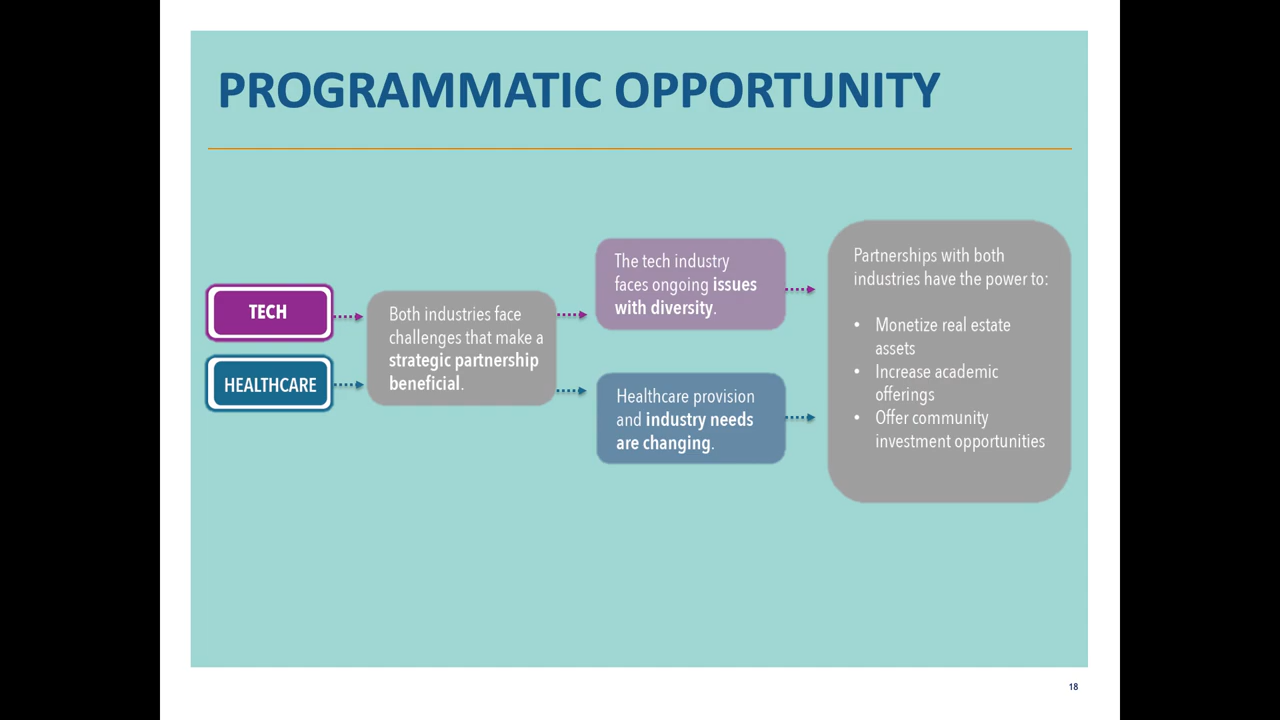 PROGRAMMATIC OPPORTUNITY
TECH
HEALTHCARE
Both industries face
challenges that make a
strategic partnership
beneficial.
The tech industry
faces ongoing issues
with diversity.
Healthcare provision
and industry needs
are changing.
Partnerships with both
industries have the power to:
• Monetize real estate
assets
• Increase academic
offerings
• Offer community
investment opportunities
18